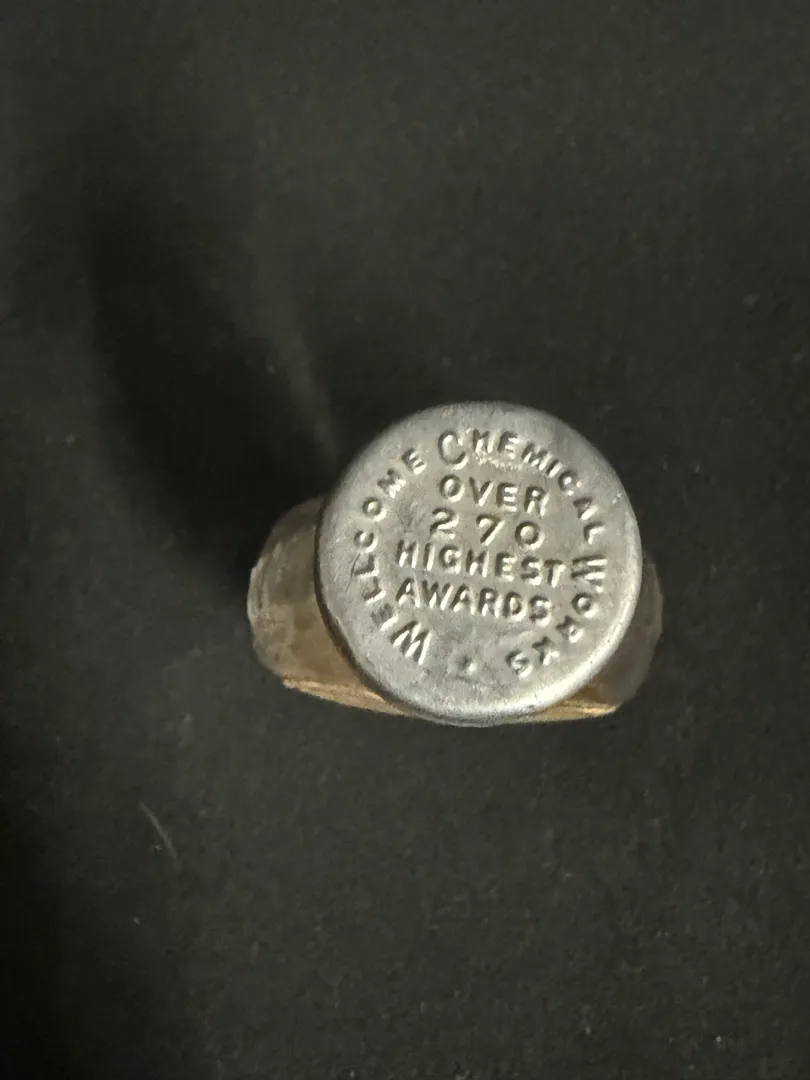 WELLCOME CHEMICAL WORKS
OVER
270
HIGHEST
AWARDS